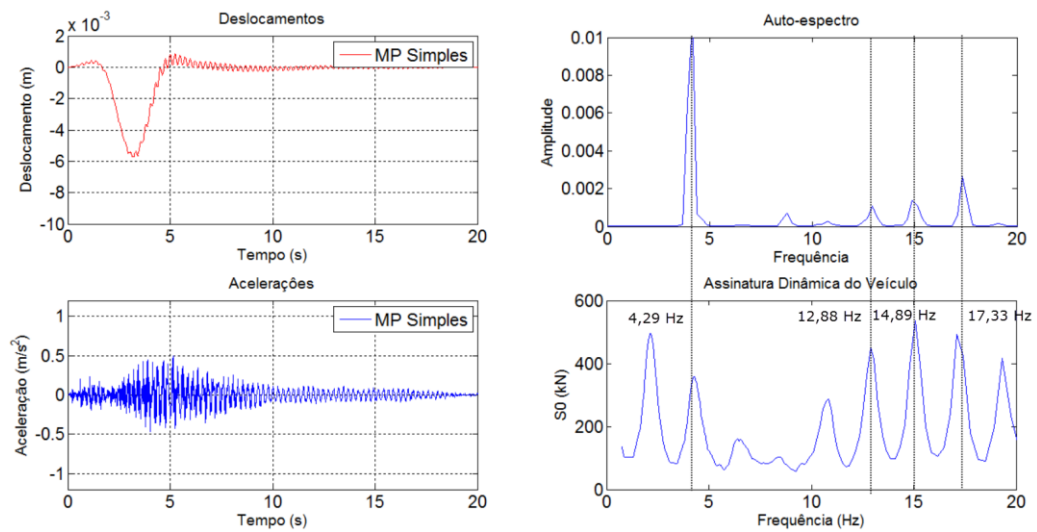 Deslocamentos
2 x 10-3
0
-2
-4
-6
-8
-10
Deslocamento (m)
MP Simples
0 5 10 15 20
Tempo (s)
Auto-espectro
0.01
0.008
0.006
0.004
0.002
0
Amplitude
0 5 10 15 20
Frequência
Acelerações
1
0.5
0
-0.5
-1
Aceleração (m/s2)
MP Simples
0 5 10 15 20
Tempo (s)
Assinatura Dinâmica do Veículo
600
400
200
0
S0 (kN)
4,29 Hz 12,88 Hz 14,89 Hz 17,33 Hz
0 5 10 15 20
Frequência (Hz)